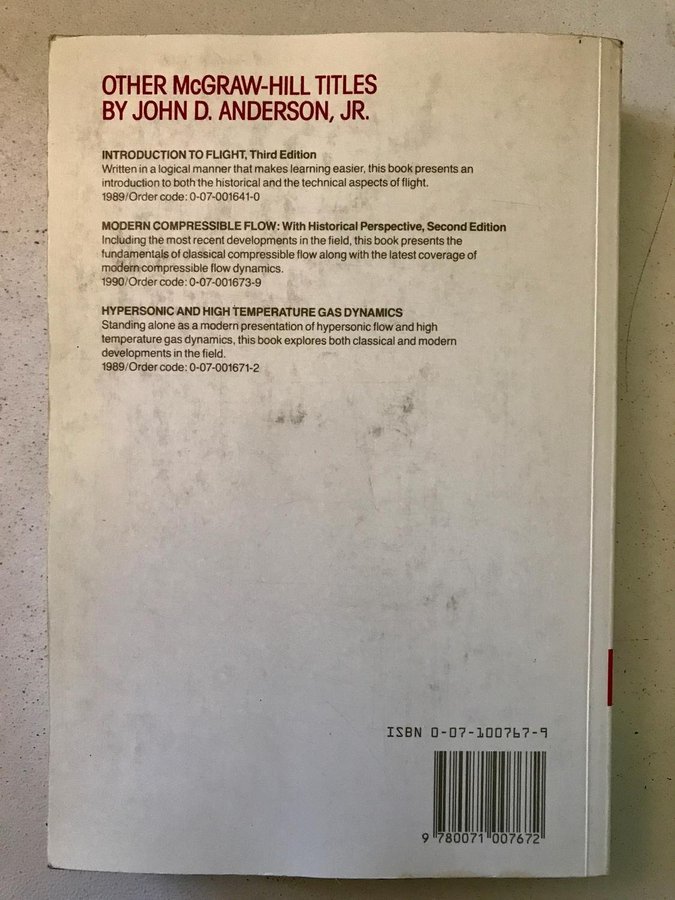 OTHER McGRAW-HILL TITLES
BY JOHN D. ANDERSON, JR.
INTRODUCTION TO FLIGHT, Third Edition
Written in a logical manner that makes learning easier, this book presents an
introduction to both the historical and the technical aspects of flight.
1989/Order code: 0-07-001641-0
MODERN COMPRESSIBLE FLOW: With Historical Perspective, Second Edition
Including the most recent developments in the field, this book presents the
fundamentals of classical compressible flow along with the latest coverage of
modern compressible flow dynamics.
1990/Order code: 0-07-001673-9
HYPERSONIC AND HIGH TEMPERATURE GAS DYNAMICS
Standing alone as a modern presentation of hypersonic flow and high
temperature gas dynamics, this book explores both classical and modern
developments in the field.
1989/Order code: 0-07-001671-2
ISBN 0-07-100767-9
9 780071 007672